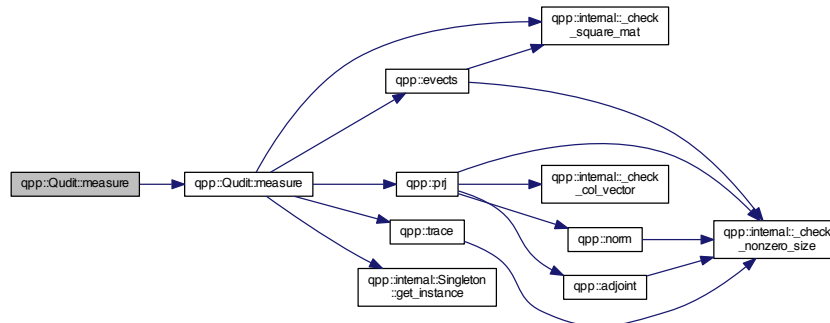 qpp::internal::_check
_square_mat
qpp::evects
qpp::Qudit::measure
qpp::Qudit::measure
qpp::prj
qpp::internal::_check
_col_vector
qpp::trace
qpp::norm
qpp::internal::_check
_nonzero_size
qpp::internal::Singleton
::get_instance
qpp::adjoint